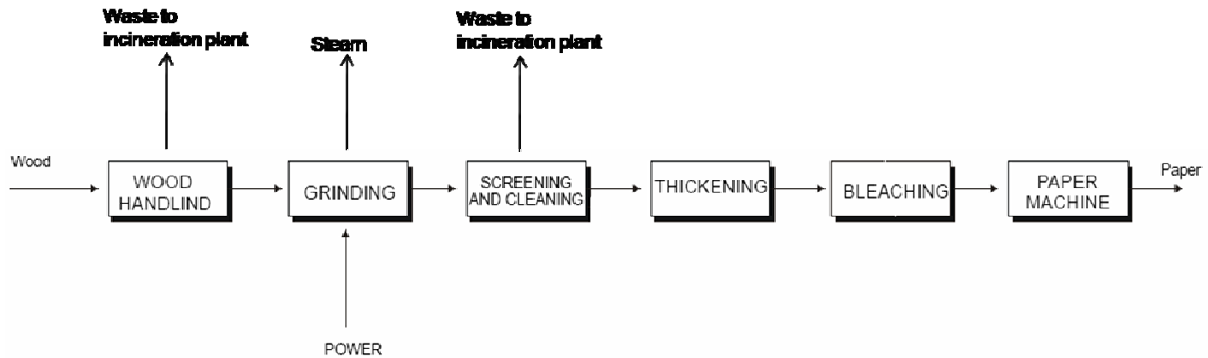 Waste to
incineration plant
Steam
Waste to
incineration plant
Wood
WOOD
HANDLIND
GRINDING
SCREENING
AND CLEANING
THICKENING
BLEACHING
PAPER
MACHINE
Paper
POWER